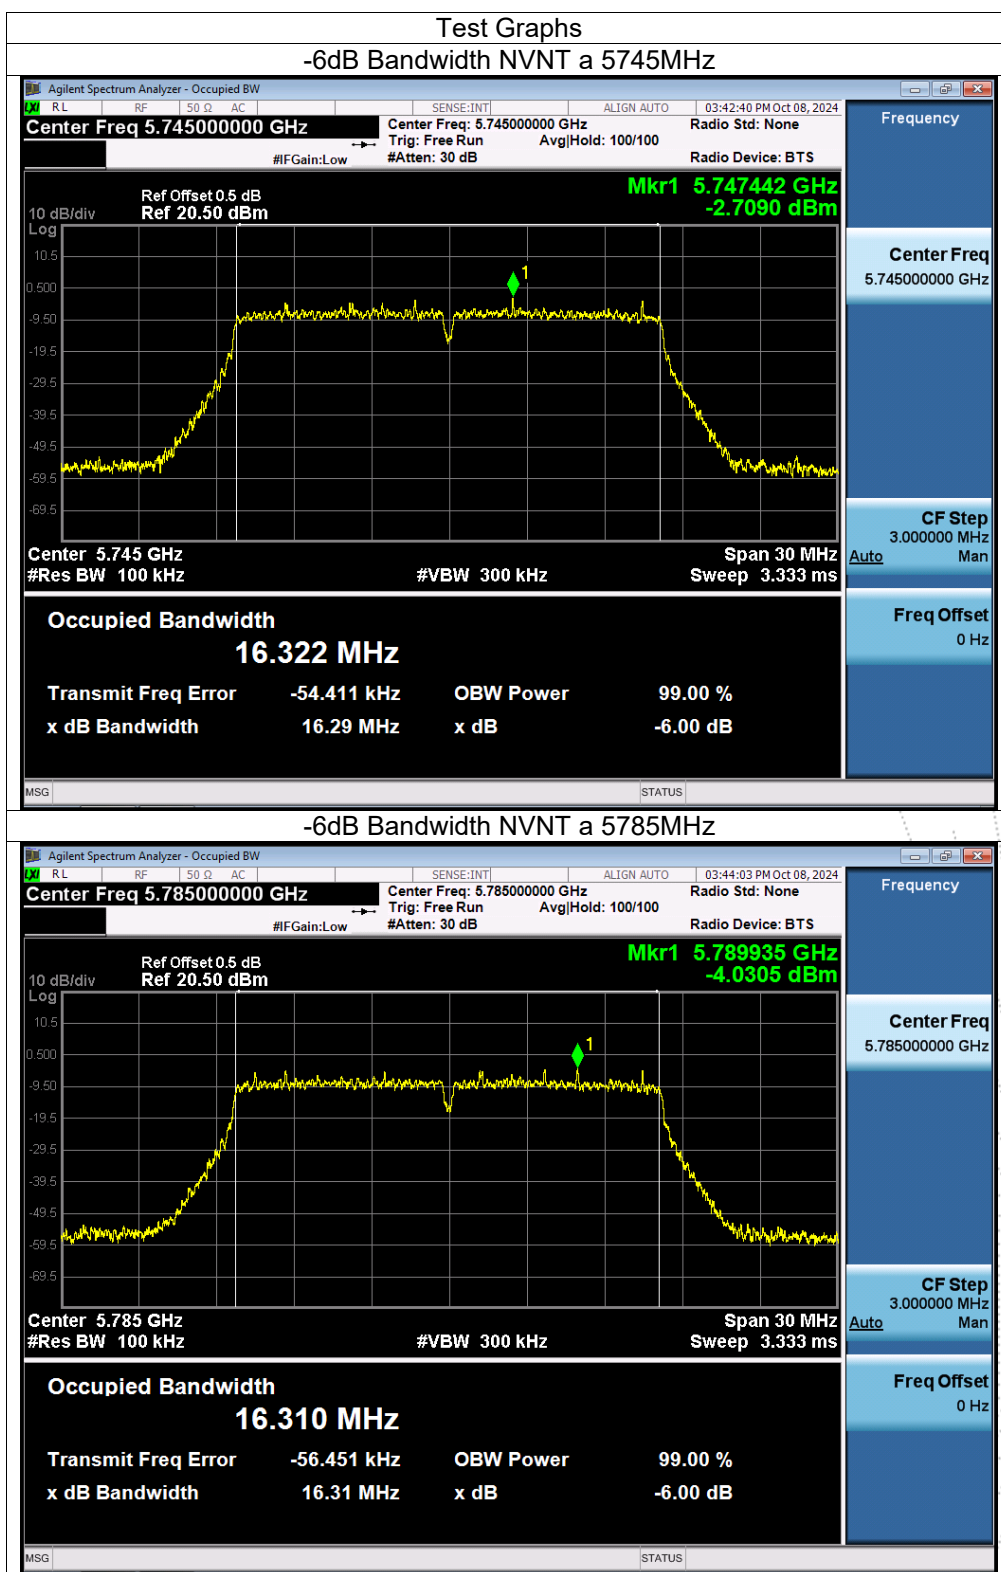 Test Graphs
-6dB Bandwidth NVNT a 5745MHz
Agilent Spectrum Analyzer - Occupied BW
LXI RL RF 50 Ω AC SENSE:INT ALIGN AUTO 03:42:40 PM Oct 08, 2024
Center Freq 5.745000000 GHz
Center Freq: 5.745000000 GHz Radio Std: None
Trig: Free Run Avg|Hold: 100/100
#IFGain:Low #Atten: 30 dB Radio Device: BTS
Frequency
Mkr1 5.747442 GHz
-2.7090 dBm
Ref Offset 0.5 dB
10 dB/div Ref 20.50 dBm
Log
10.5
0.500
-9.50
-19.5
-29.5
-39.5
-49.5
-59.5
-69.5
1
Center Freq
5.745000000 GHz
CF Step
3.000000 MHz
Auto Man
Freq Offset
0 Hz
Center 5.745 GHz Span 30 MHz
#Res BW 100 kHz #VBW 300 kHz Sweep 3.333 ms
Occupied Bandwidth
16.322 MHz
Transmit Freq Error -54.411 kHz OBW Power 99.00 %
x dB Bandwidth 16.29 MHz x dB -6.00 dB
MSG STATUS
-6dB Bandwidth NVNT a 5785MHz
Agilent Spectrum Analyzer - Occupied BW
LXI RL RF 50 Ω AC SENSE:INT ALIGN AUTO 03:44:03 PM Oct 08, 2024
Center Freq 5.785000000 GHz
Center Freq: 5.785000000 GHz Radio Std: None
Trig: Free Run Avg|Hold: 100/100
#IFGain:Low #Atten: 30 dB Radio Device: BTS
Frequency
Mkr1 5.789935 GHz
-4.0305 dBm
Ref Offset 0.5 dB
10 dB/div Ref 20.50 dBm
Log
10.5
0.500
-9.50
-19.5
-29.5
-39.5
-49.5
-59.5
-69.5
1
Center Freq
5.785000000 GHz
CF Step
3.000000 MHz
Auto Man
Freq Offset
0 Hz
Center 5.785 GHz Span 30 MHz
#Res BW 100 kHz #VBW 300 kHz Sweep 3.333 ms
Occupied Bandwidth
16.310 MHz
Transmit Freq Error -56.451 kHz OBW Power 99.00 %
x dB Bandwidth 16.31 MHz x dB -6.00 dB
MSG STATUS